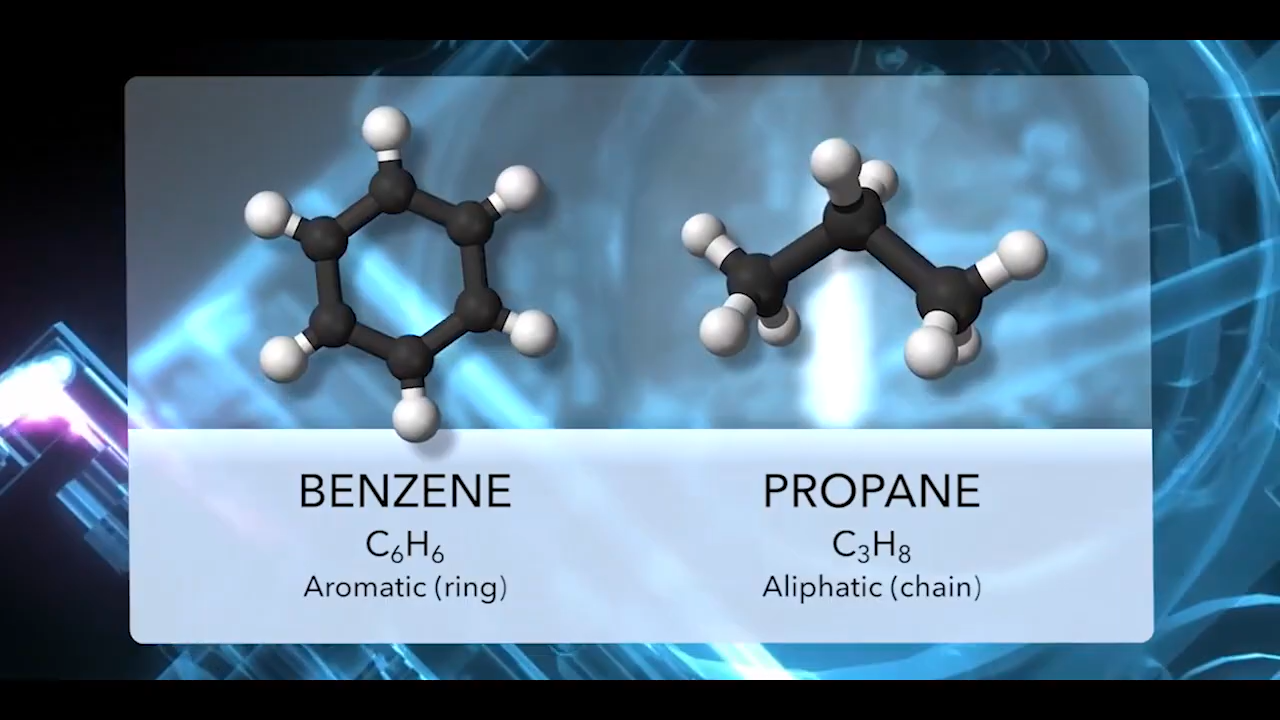 BENZENE
C₆H₆
Aromatic (ring)
PROPANE
C₃H₈
Aliphatic (chain)